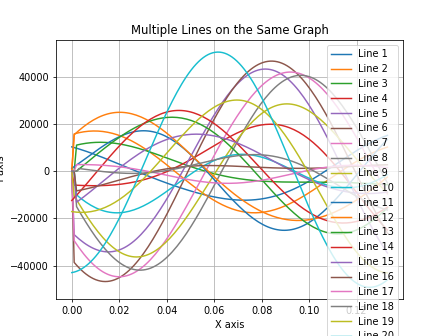 Multiple Lines on the Same Graph
40000
20000
0
−20000
−40000
0.00
0.02
0.04
0.06
0.08
0.10
X axis
Line 1
Line 2
Line 3
Line 4
Line 5
Line 6
Line 7
Line 8
Line 9
Line 10
Line 11
Line 12
Line 13
Line 14
Line 15
Line 16
Line 17
Line 18
Line 19
Line 20